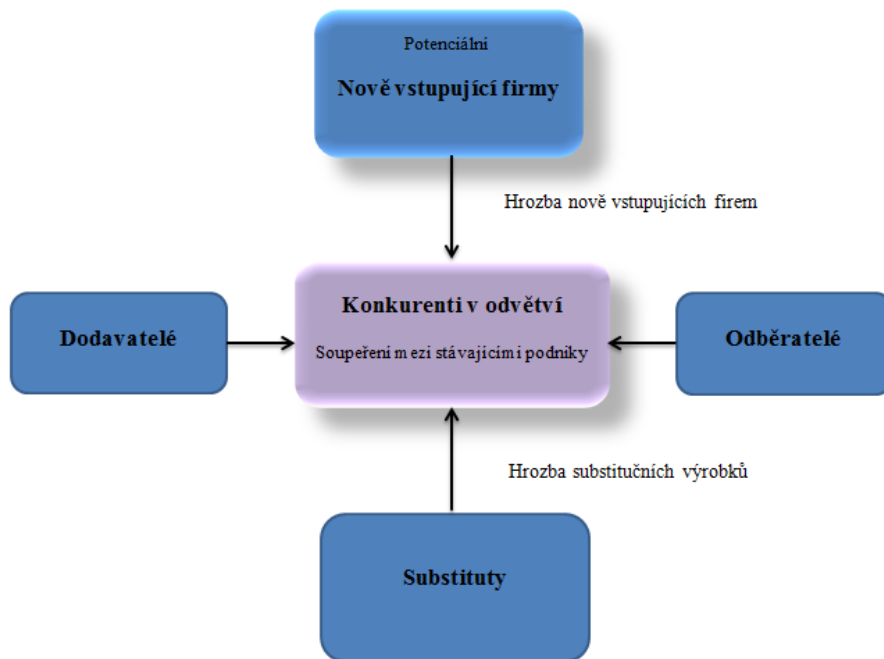 Potenciální
Nově vstupující firmy
Hrozba nově vstupujících firem
Konkurenti v odvětví
Soupeření mezi stávajícími podniky
Dodavatelé
Odběratelé
Hrozba substitučních výrobků
Substituty